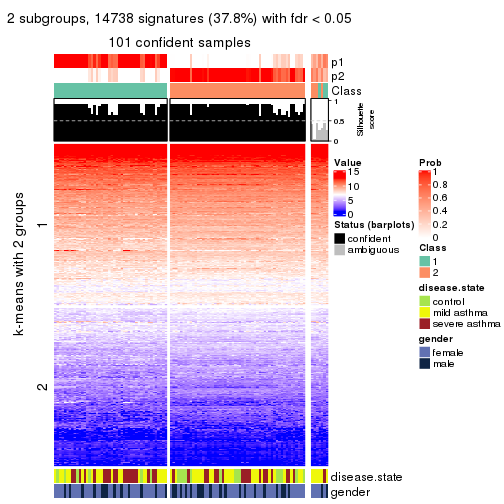 2 subgroups, 14738 signatures (37.8%) with fdr < 0.05
101 confident samples
p1
p2
Class
1
0.5
0
Silhouette
score
k-means with 2 groups
1
2
disease.state
gender
Value
15
10
5
0
Status (barplots)
confident
ambiguous
Prob
1
0.8
0.6
0.4
0.2
0
Class
1
2
disease.state
control
mild asthma
severe asthma
gender
female
male